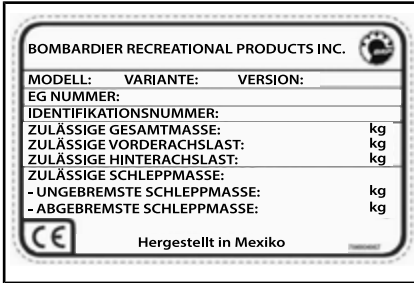 BOMBARDIER RECREATIONAL PRODUCTS INC.
MODELL: VARIANTE: VERSION:
EG NUMMER:
IDENTIFIKATIONSNUMMER:
ZULÄSSIGE GESAMTMASSE: kg
ZULÄSSIGE VORDERACHSLAST: kg
ZULÄSSIGE HINTERACHSLAST: kg
ZULÄSSIGE SCHLEPPMASSE:
- UNGEBREMSTE SCHLEPPMASSE: kg
- ABGEBREMSTE SCHLEPPMASSE: kg
CE Hergestellt in Mexiko